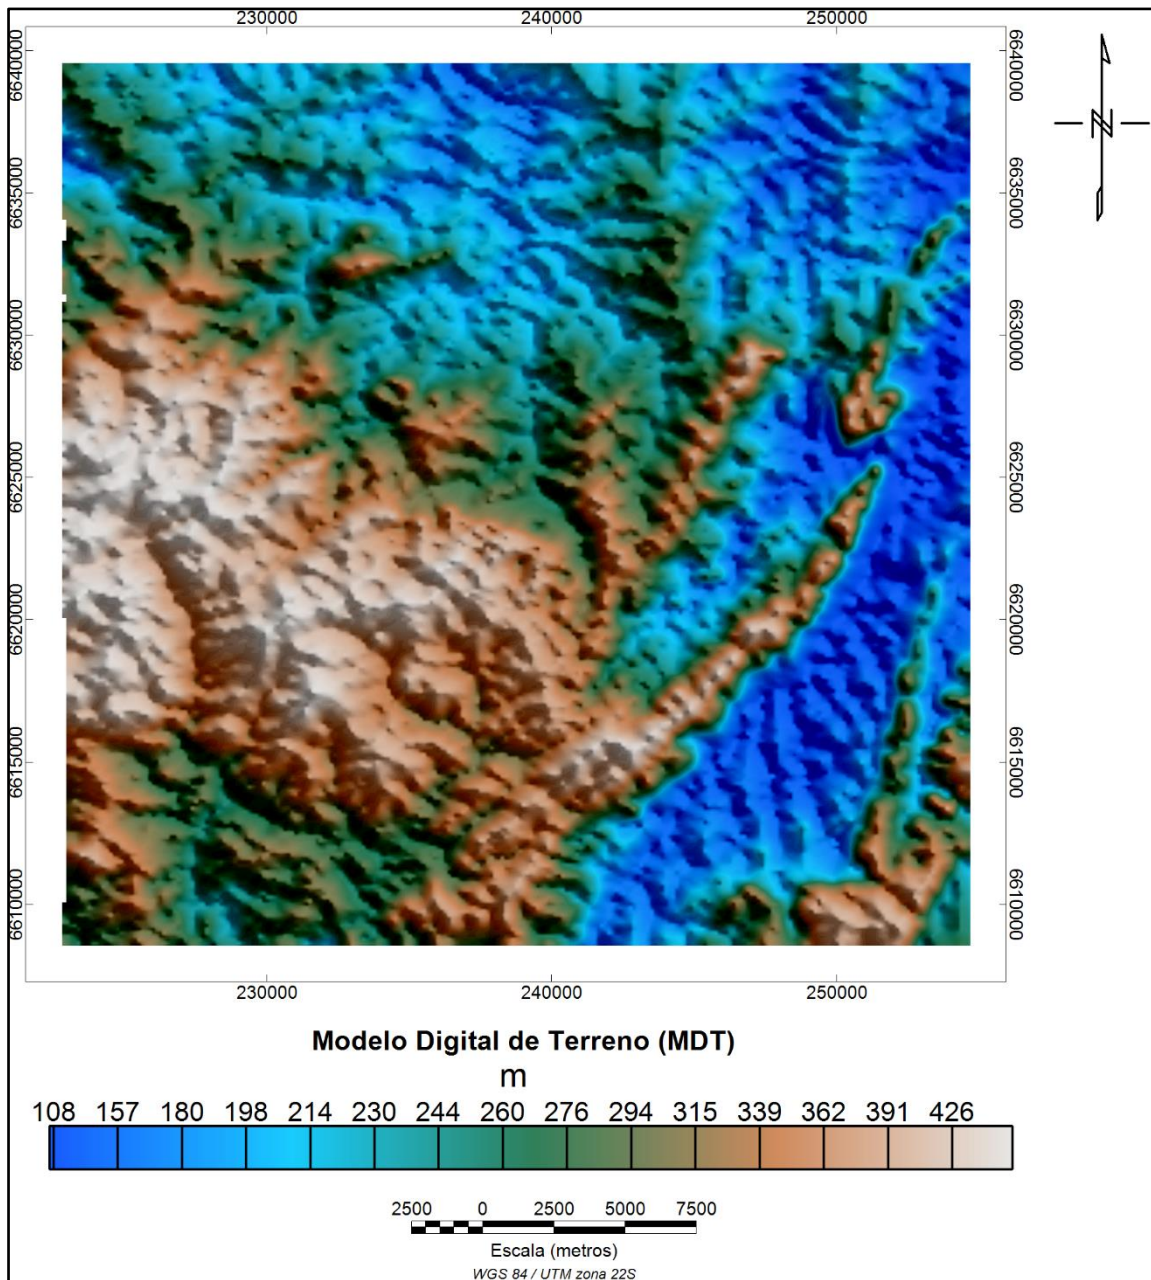 230000 240000 250000
6640000 6640000
6635000 6635000
6630000 6630000
6625000 6625000
6620000 6620000
6615000 6615000
6610000 6610000
230000 240000 250000
N
Modelo Digital de Terreno (MDT)
m
108 157 180 198 214 230 244 260 276 294 315 339 362 391 426
2500 0 2500 5000 7500
Escala (metros)
WGS 84 / UTM zona 22S